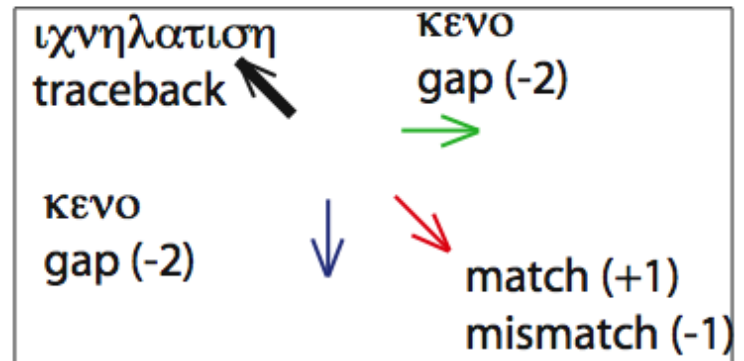 ιχνηλατιση
traceback
κενο
gap (-2)
κενο
gap (-2)
match (+1)
mismatch (-1)